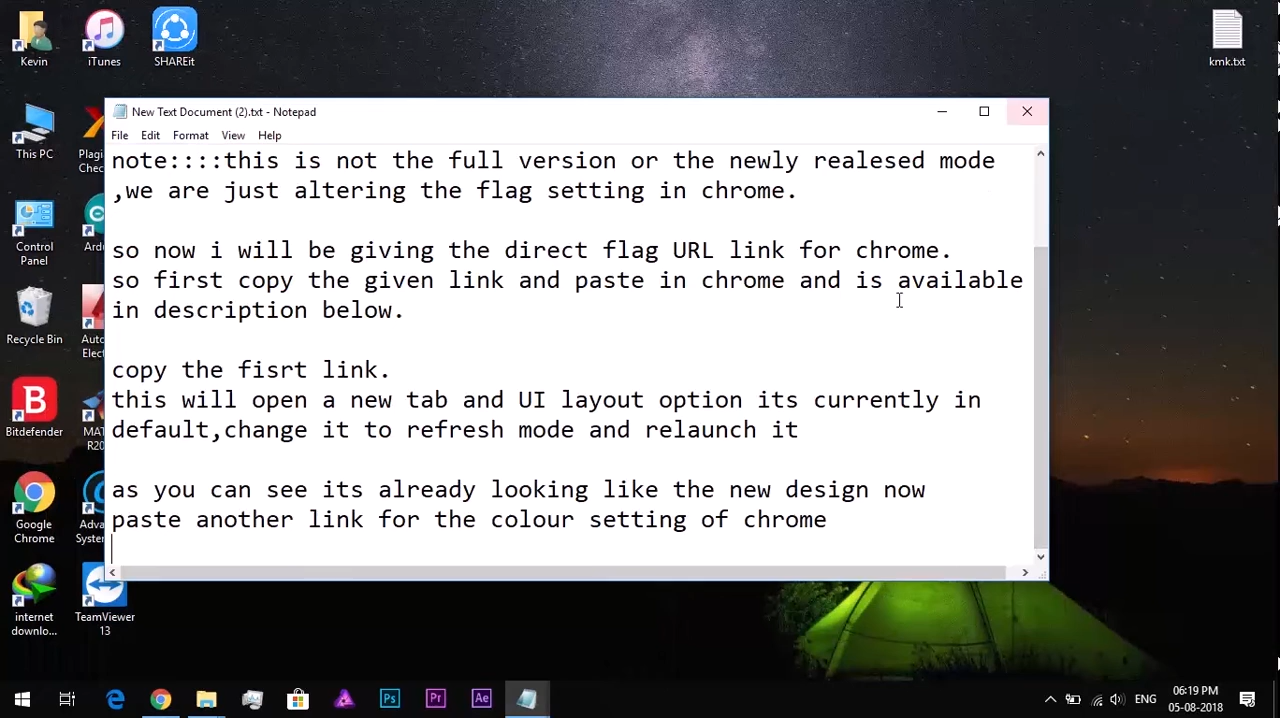 Kevin
iTunes
SHAREit
kmk.txt
New Text Document (2).txt - Notepad
File Edit Format View Help
This PC
Control
Panel
Recycle Bin
Bitdefender
Google
Chrome
internet
downlo...
TeamViewer
13
note::::this is not the full version or the newly realesed mode
,we are just altering the flag setting in chrome.
so now i will be giving the direct flag URL link for chrome.
so first copy the given link and paste in chrome and is available
in description below.
copy the fisrt link.
this will open a new tab and UI layout option its currently in
default,change it to refresh mode and relaunch it
as you can see its already looking like the new design now
paste another link for the colour setting of chrome
Ps
Pr
Ae
ENG
06:19 PM
05-08-2018